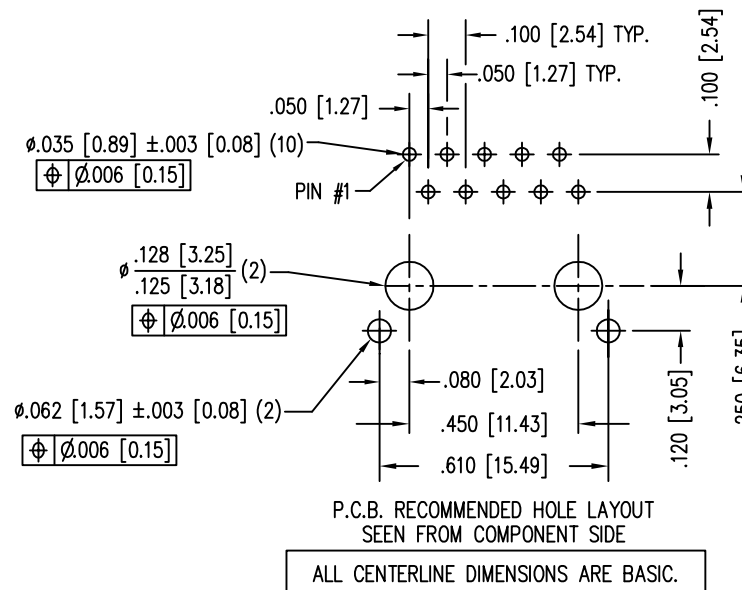 .100 [2.54] TYP.
.050 [1.27] TYP.
.100 [2.54]
.050 [1.27]
ø.035 [0.89] ±.003 [0.08] (10)
⌖ Ø.006 [0.15]
PIN #1
ø .128 [3.25]
.125 [3.18] (2)
⌖ Ø.006 [0.15]
.080 [2.03]
ø.062 [1.57] ±.003 [0.08] (2)
.450 [11.43]
.120 [3.05]
.250 [6.35]
⌖ Ø.006 [0.15]
.610 [15.49]
P.C.B. RECOMMENDED HOLE LAYOUT
SEEN FROM COMPONENT SIDE
ALL CENTERLINE DIMENSIONS ARE BASIC.